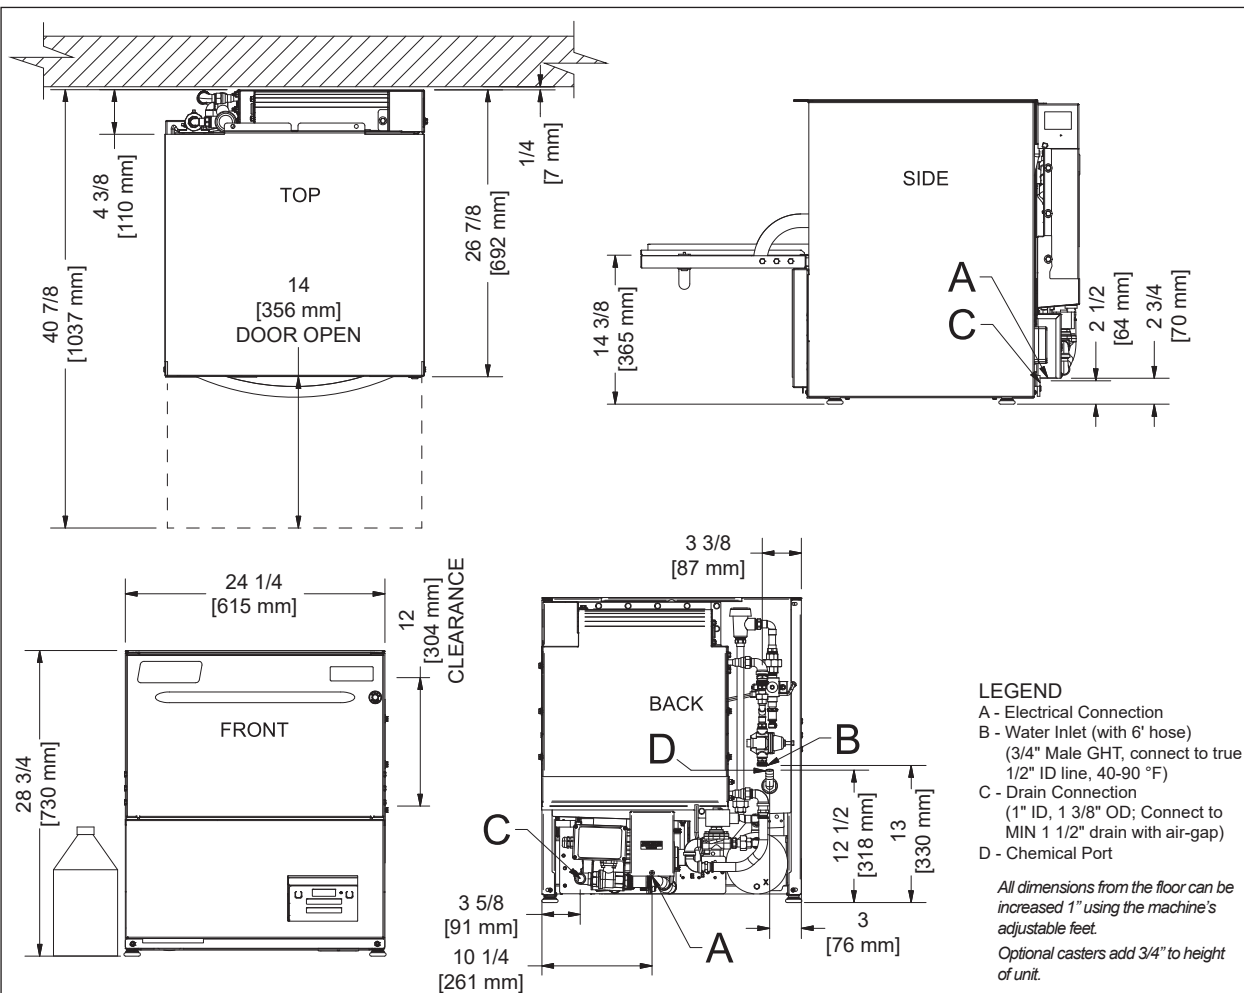 TOP
4 3/8
[110 mm]
40 7/8
[1037 mm]
26 7/8
[692 mm]
1/4
[7 mm]
14
[356 mm]
DOOR OPEN
SIDE
14 3/8
[365 mm]
A
C
2 1/2
[64 mm]
2 3/4
[70 mm]
24 1/4
[615 mm]
12
[304 mm]
CLEARANCE
FRONT
28 3/4
[730 mm]
3 3/8
[87 mm]
BACK
D
B
C
A
12 1/2
[318 mm]
13
[330 mm]
3 5/8
[91 mm]
10 1/4
[261 mm]
3
[76 mm]
X
LEGEND
A - Electrical Connection
B - Water Inlet (with 6' hose)
(3/4" Male GHT, connect to true
1/2" ID line, 40-90 °F)
C - Drain Connection
(1" ID, 1 3/8" OD; Connect to
MIN 1 1/2" drain with air-gap)
D - Chemical Port
All dimensions from the floor can be
increased 1” using the machine's
adjustable feet.
Optional casters add 3/4” to height
of unit.